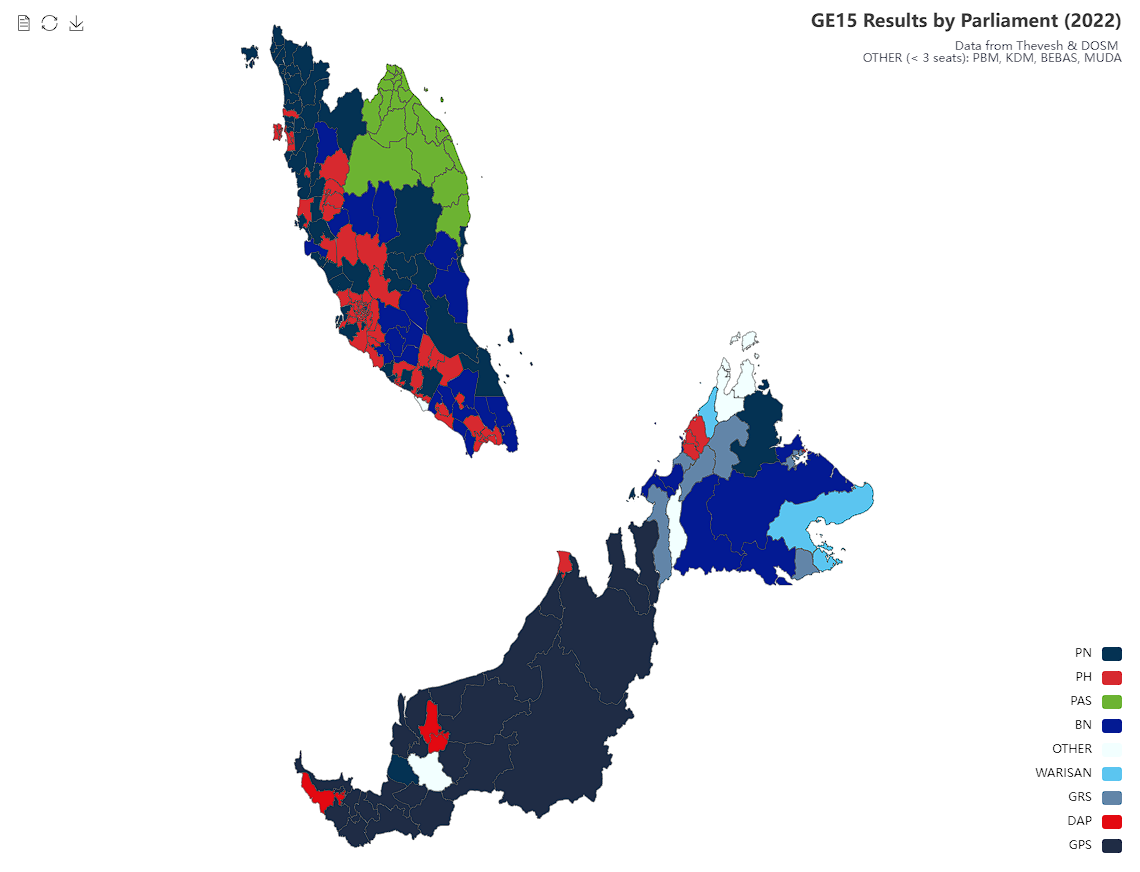 GE15 Results by Parliament (2022)
Data from Thevesh & DOSM
OTHER (< 3 seats): PBM, KDM, BEBAS, MUDA
PN
PH
PAS
BN
OTHER
WARISAN
GRS
DAP
GPS